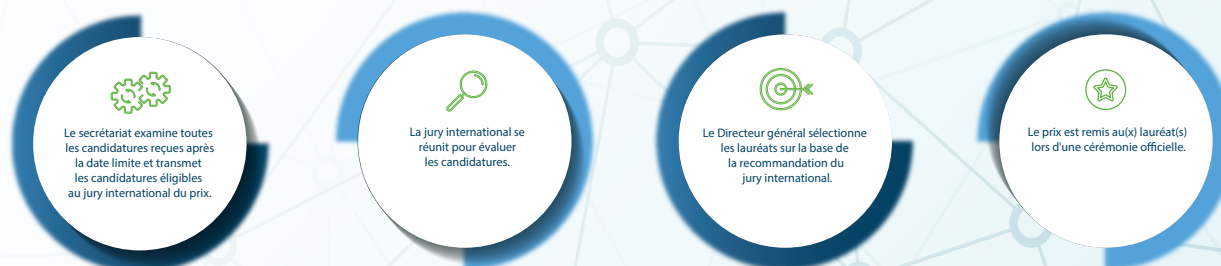 Le secrétariat examine toutes
les candidatures reçues après
la date limite et transmet
les candidatures éligibles
au jury international du prix.
La jury international se
réunit pour évaluer
les candidatures.
Le Directeur général sélectionne
les lauréats sur la base de
la recommandation du
jury international.
Le prix est remis au(x) lauréat(s)
lors d'une cérémonie officielle.